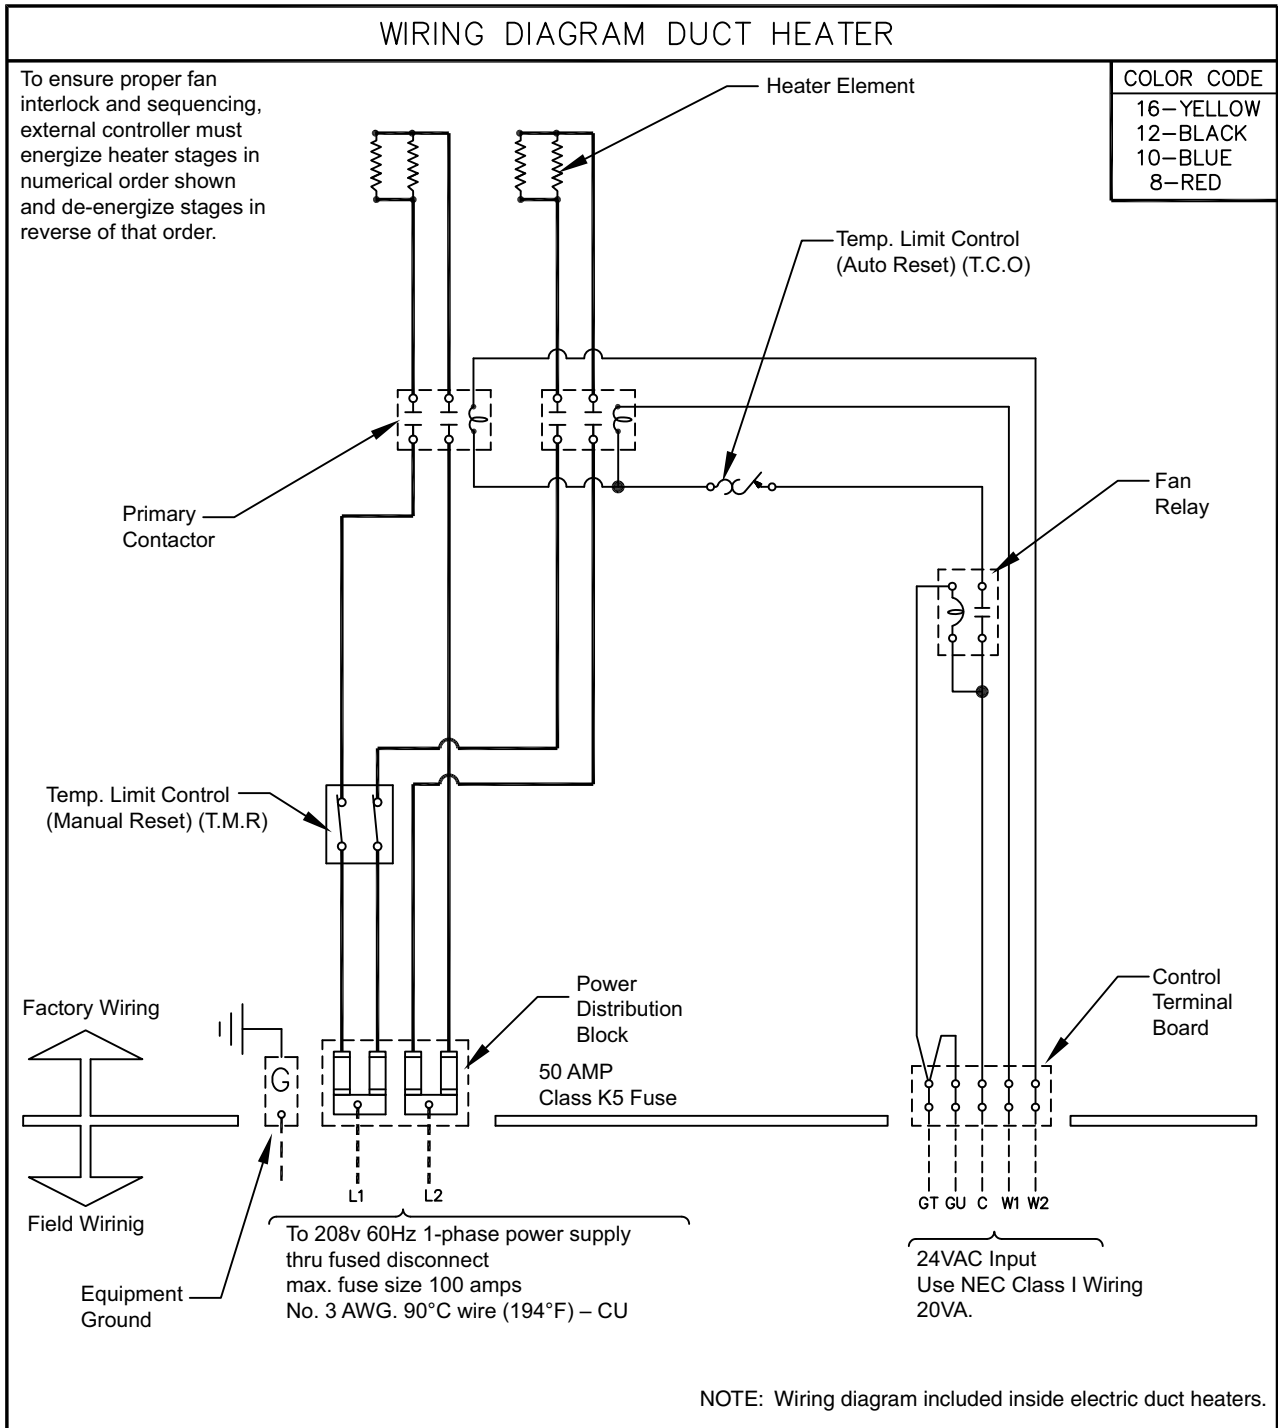 WIRING DIAGRAM DUCT HEATER
To ensure proper fan
interlock and sequencing,
external controller must
energize heater stages in
numerical order shown
and de-energize stages in
reverse of that order.
Heater Element
COLOR CODE
16-YELLOW
12-BLACK
10-BLUE
8-RED
Temp. Limit Control
(Auto Reset) (T.C.O)
Primary
Contactor
Fan
Relay
Temp. Limit Control
(Manual Reset) (T.M.R)
Factory Wiring
Power
Distribution
Block
50 AMP
Class K5 Fuse
Control
Terminal
Board
G
L1
L2
GT GU C W1 W2
Field Wirinig
To 208v 60Hz 1-phase power supply
thru fused disconnect
max. fuse size 100 amps
No. 3 AWG. 90°C wire (194°F) – CU
24VAC Input
Use NEC Class I Wiring
20VA.
Equipment
Ground
NOTE: Wiring diagram included inside electric duct heaters.